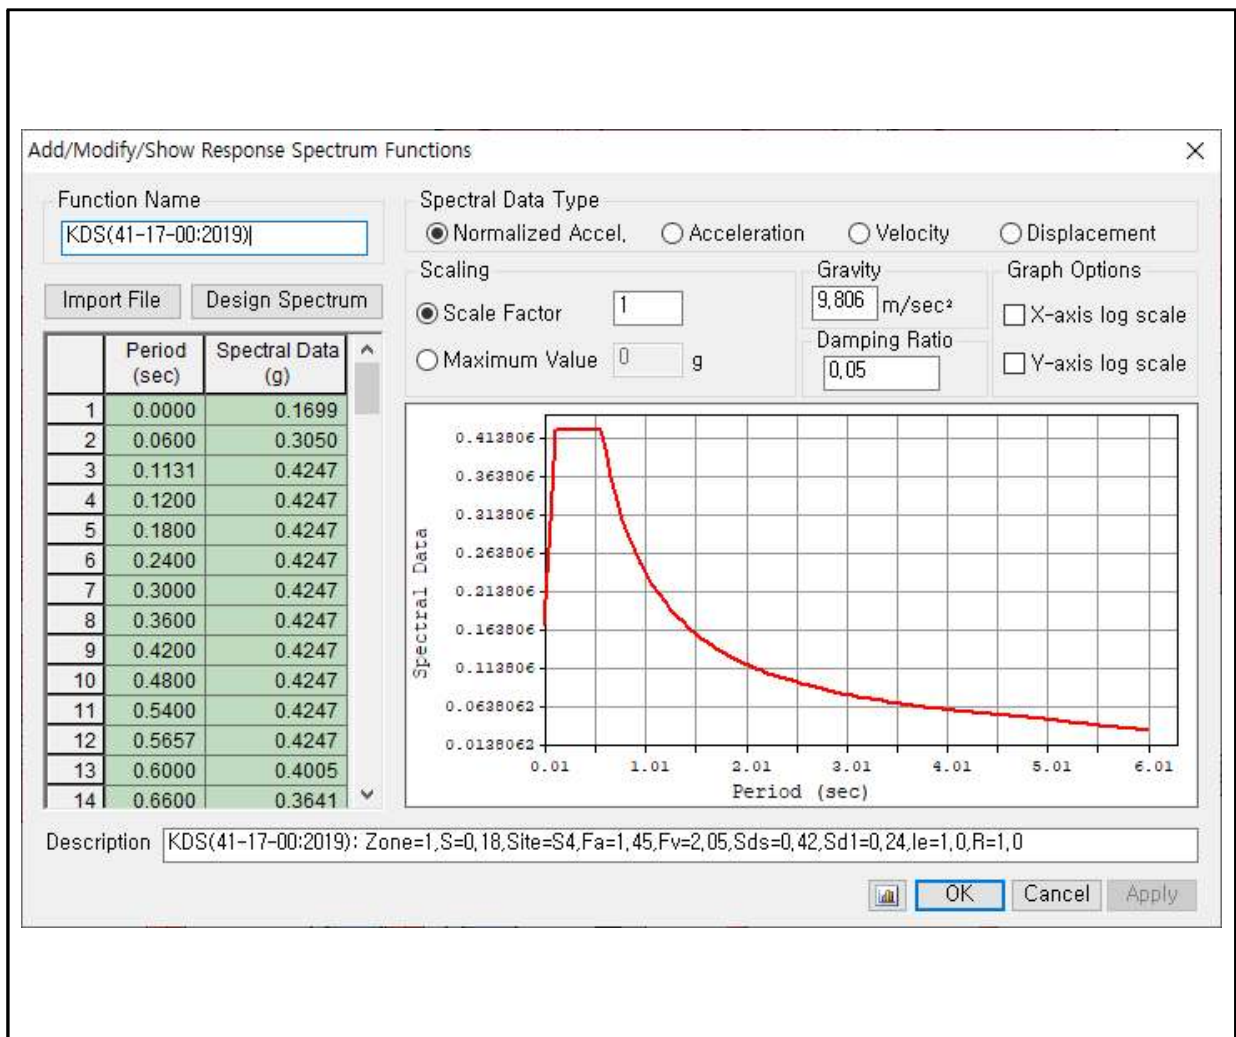 Add/Modify/Show Response Spectrum Functions
Function Name
KDS(41-17-00:2019)
Import File Design Spectrum
Spectral Data Type
Normalized Accel. Acceleration Velocity Displacement
Scaling
Scale Factor 1
Maximum Value 0 g
Gravity
9,806 m/sec²
Damping Ratio
0,05
Graph Options
X-axis log scale
Y-axis log scale
Period (sec) Spectral Data (g)
1 0.0000 0.1699
2 0.0600 0.3050
3 0.1131 0.4247
4 0.1200 0.4247
5 0.1800 0.4247
6 0.2400 0.4247
7 0.3000 0.4247
8 0.3600 0.4247
9 0.4200 0.4247
10 0.4800 0.4247
11 0.5400 0.4247
12 0.5657 0.4247
13 0.6000 0.4005
14 0.6600 0.3641
Spectral Data
0.413806
0.363806
0.313806
0.263806
0.213806
0.163806
0.113806
0.0638062
0.0138062
0.01 1.01 2.01 3.01 4.01 5.01 6.01
Period (sec)
Description KDS(41-17-00:2019): Zone=1,S=0,18,Site=S4,Fa=1,45,Fv=2,05,Sds=0,42,Sd1=0,24,Ie=1,0,R=1,0
OK Cancel Apply